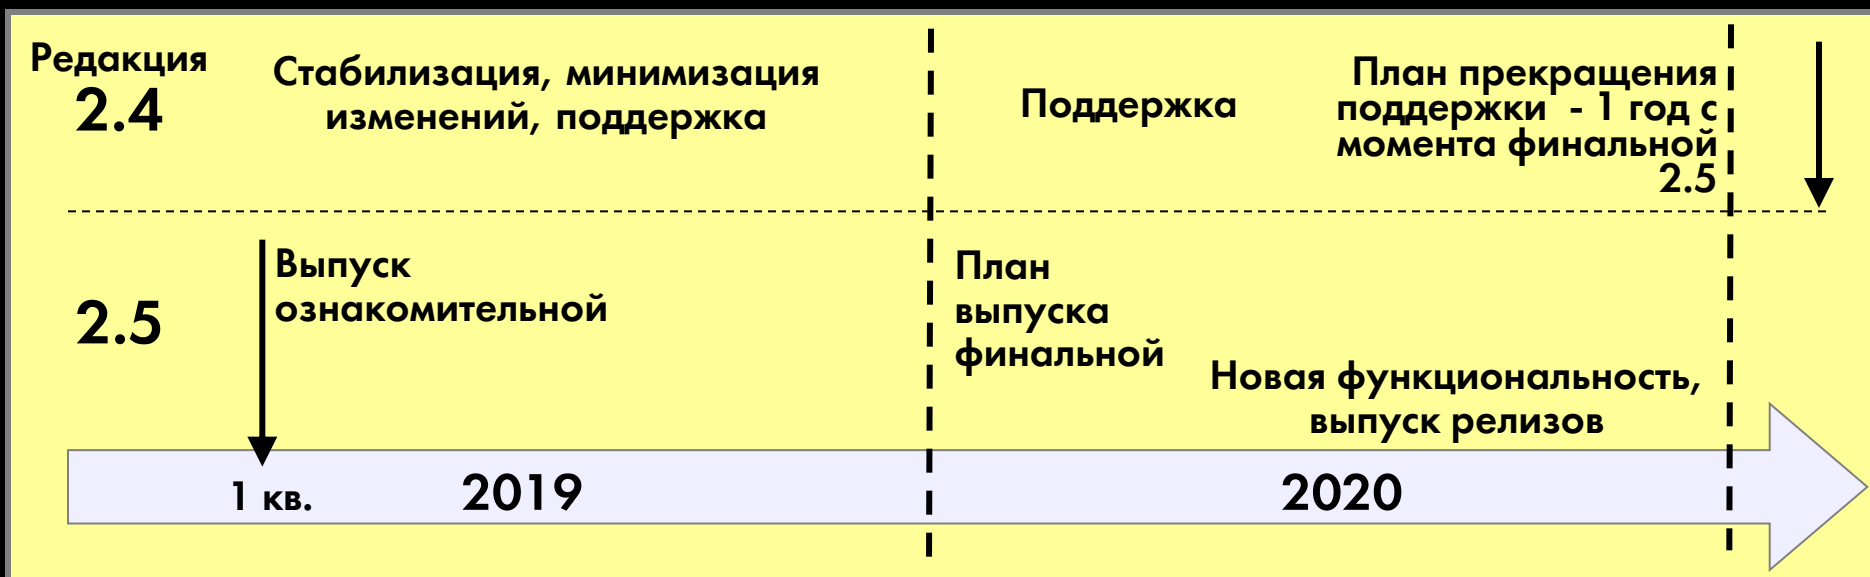 Редакция
2.4
Стабилизация, минимизация
изменений, поддержка
Поддержка
План прекращения
поддержки - 1 год с
момента финальной
2.5
2.5
Выпуск
ознакомительной
План
выпуска
финальной
Новая функциональность,
выпуск релизов
1 кв.
2019
2020